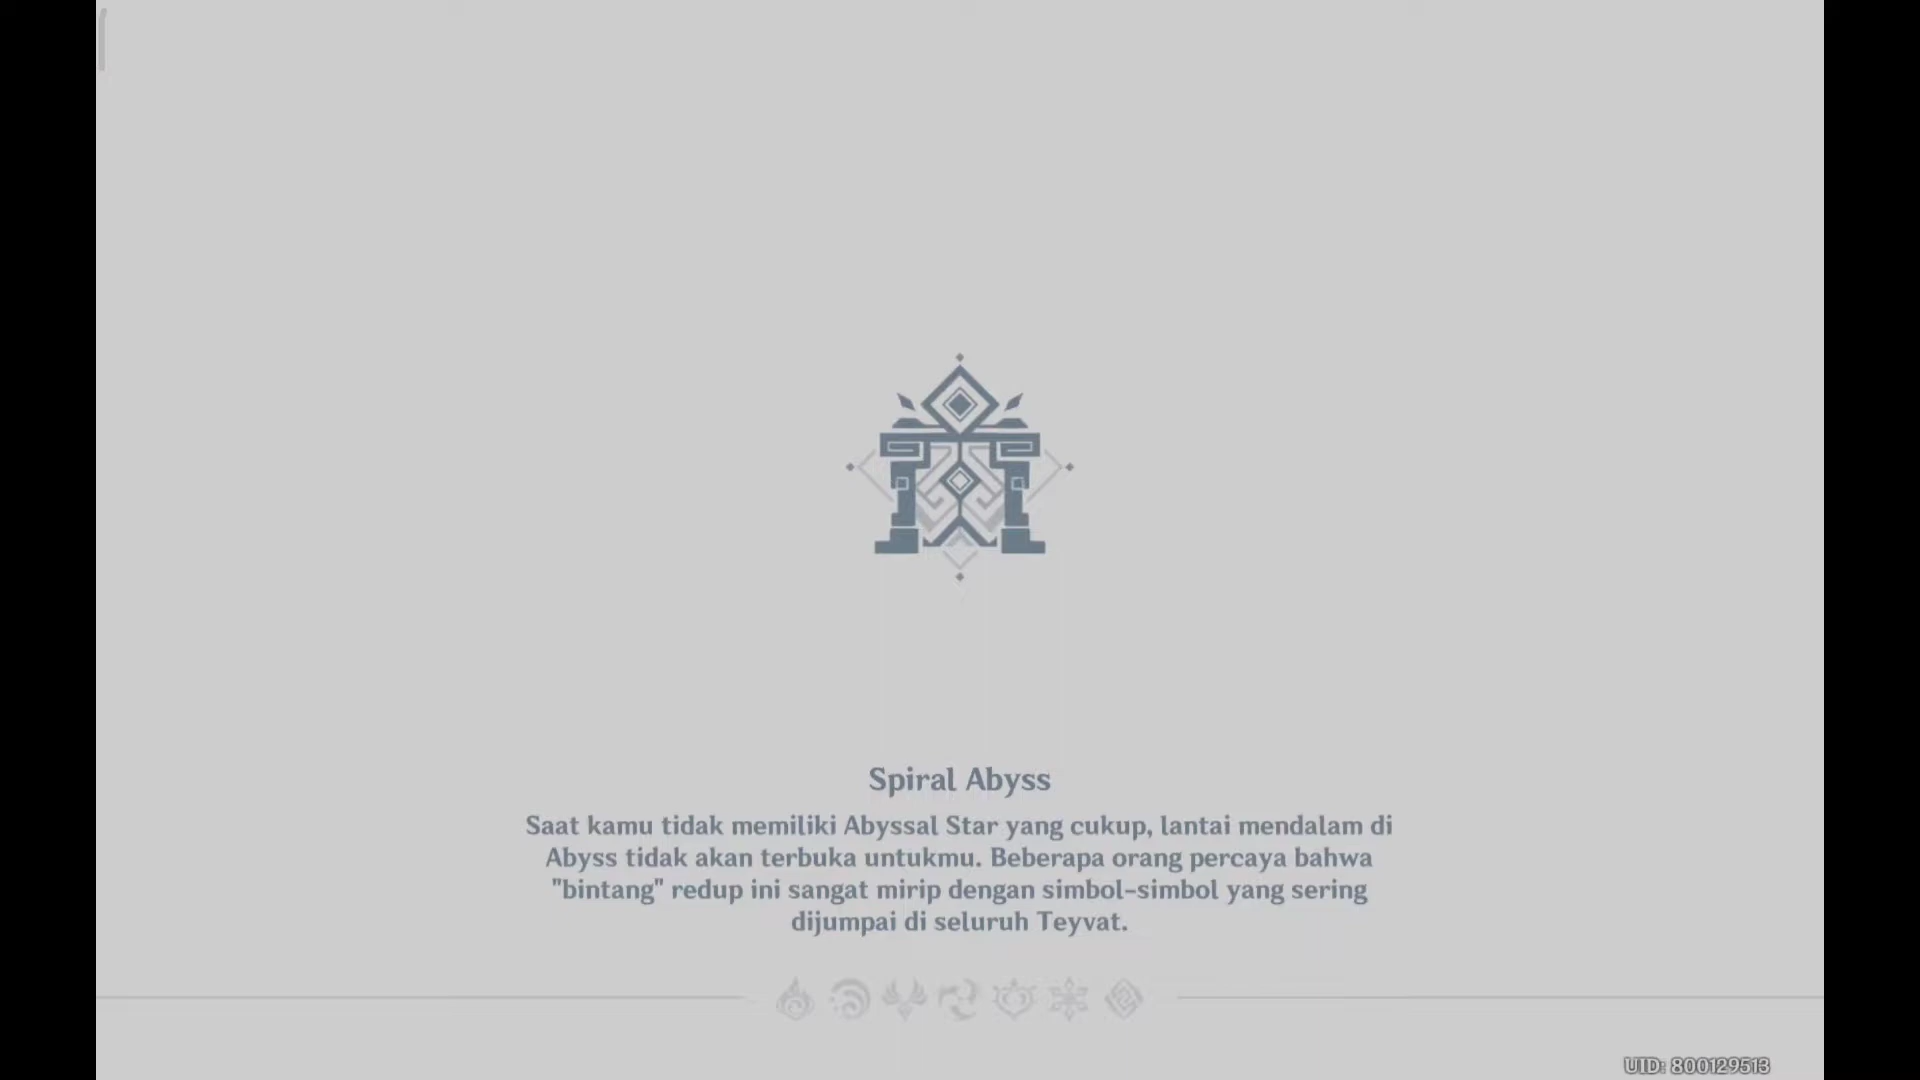 Spiral Abyss
Saat kamu tidak memiliki Abyssal Star yang cukup, lantai mendalam di
Abyss tidak akan terbuka untukmu. Beberapa orang percaya bahwa
"bintang" redup ini sangat mirip dengan simbol-simbol yang sering
dijumpai di seluruh Teyvat.
UID: 800129513